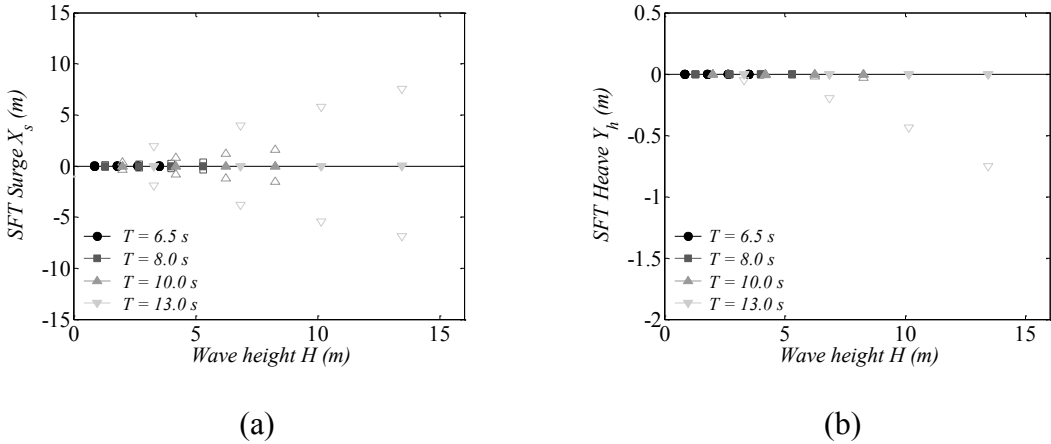 15
10
5
0
-5
-10
-15
SFT Surge X_s (m)
T = 6.5 s
T = 8.0 s
T = 10.0 s
T = 13.0 s
0 5 10 15
Wave height H (m)
(a)
0.5
0
-0.5
-1
-1.5
-2
SFT Heave Y_h (m)
T = 6.5 s
T = 8.0 s
T = 10.0 s
T = 13.0 s
0 5 10 15
Wave height H (m)
(b)